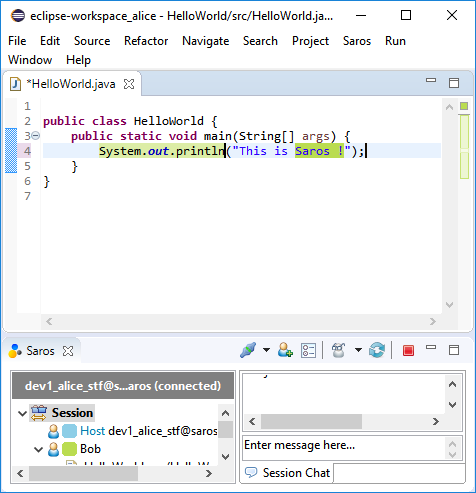 eclipse-workspace_alice - HelloWorld/src/HelloWorld.ja...
File Edit Source Refactor Navigate Search Project Saros Run
Window Help
*HelloWorld.java
1
2 public class HelloWorld {
3 public static void main(String[] args) {
4 System.out.println("This is Saros !");
5 }
6 }
7
Saros
dev1_alice_stf@s...aros (connected)
Session
Host dev1_alice_stf@saros
Bob
Enter message here...
Session Chat